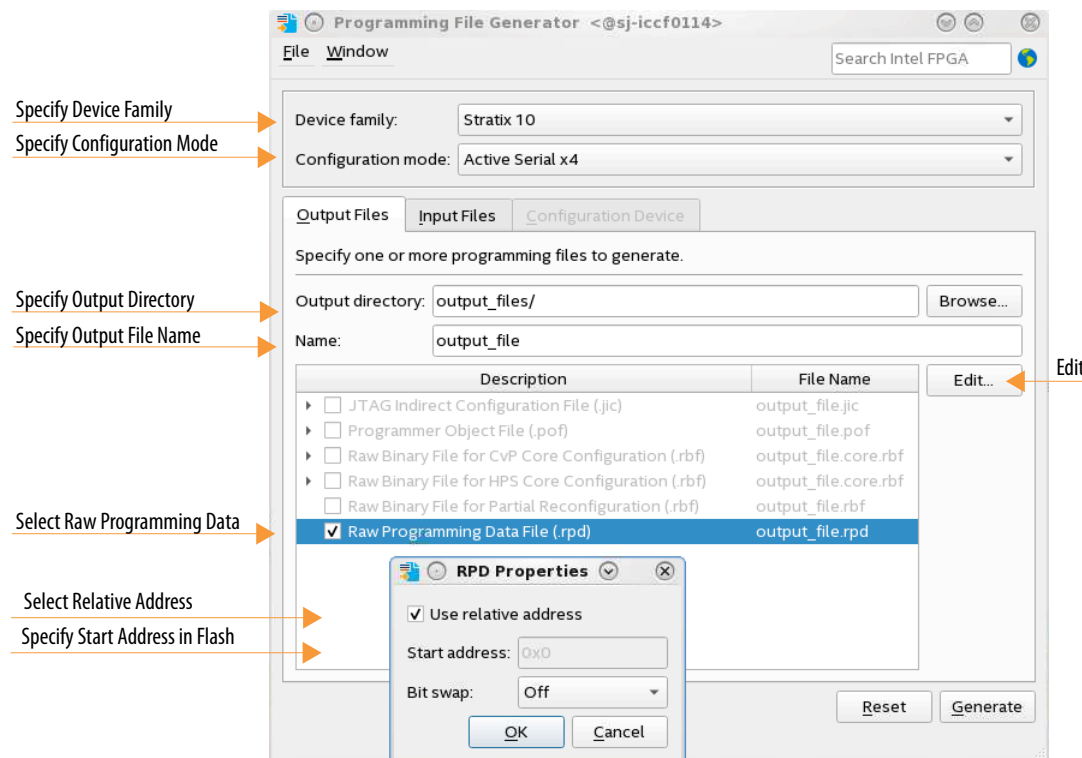 Programming File Generator <@sj-iccf0114>
File Window
Search Intel FPGA
Specify Device Family
Device family: Stratix 10
Specify Configuration Mode
Configuration mode: Active Serial x4
Output Files Input Files Configuration Device
Specify one or more programming files to generate.
Specify Output Directory
Output directory: output_files/ Browse...
Specify Output File Name
Name: output_file
Description File Name Edit... Edit
JTAG Indirect Configuration File (.jic) output_file.jic
Programmer Object File (.pof) output_file.pof
Raw Binary File for CvP Core Configuration (.rbf) output_file.core.rbf
Raw Binary File for HPS Core Configuration (.rbf) output_file.core.rbf
Raw Binary File for Partial Reconfiguration (.rbf) output_file.rbf
Select Raw Programming Data
Raw Programming Data File (.rpd) output_file.rpd
RPD Properties
Select Relative Address
Use relative address
Specify Start Address in Flash
Start address: 0x0
Bit swap: Off
OK Cancel
Reset Generate